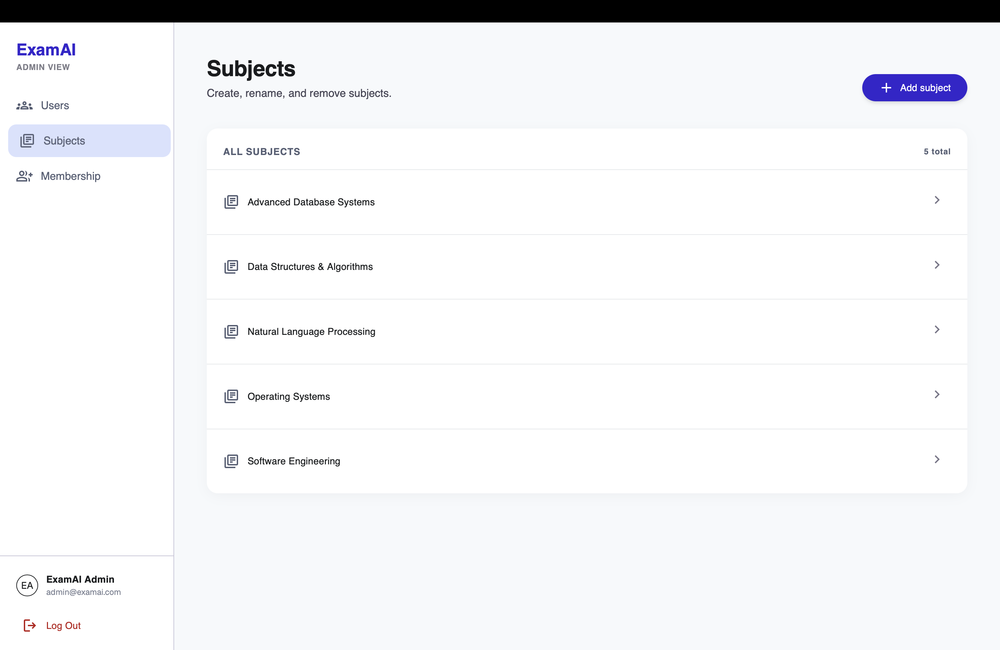 ExamAI
ADMIN VIEW
Users
Subjects
Membership
Subjects
Create, rename, and remove subjects.
Add subject
ALL SUBJECTS
5 total
Advanced Database Systems
Data Structures & Algorithms
Natural Language Processing
Operating Systems
Software Engineering
EA
ExamAI Admin
admin@examai.com
Log Out